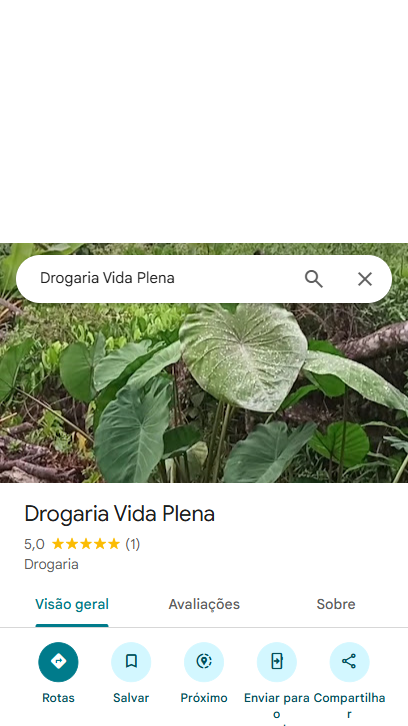 Drogaria Vida Plena
Drogaria Vida Plena
5,0 (1)
Drogaria
Visão geral Avaliações Sobre
Rotas Salvar Próximo Enviar para o Compartilhar